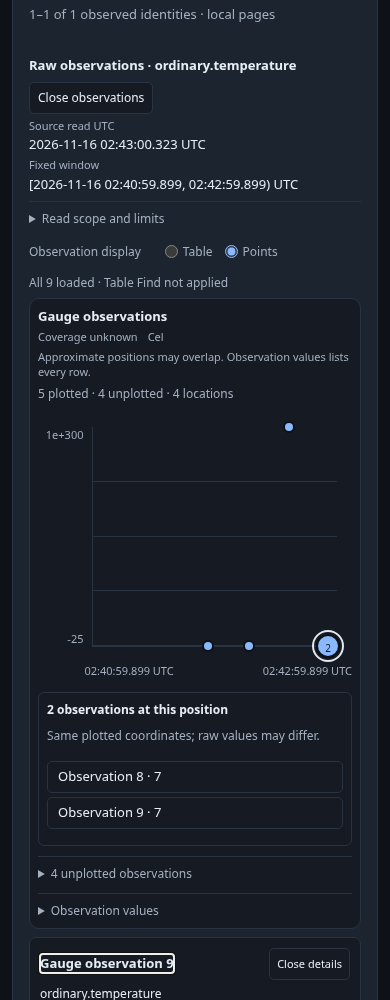 1–1 of 1 observed identities · local pages
Raw observations · ordinary.temperature
Close observations
Source read UTC
2026-11-16 02:43:00.323 UTC
Fixed window
[2026-11-16 02:40:59.899, 02:42:59.899) UTC
▶ Read scope and limits
Observation display Table Points
All 9 loaded · Table Find not applied
Gauge observations
Coverage unknown Cel
Approximate positions may overlap. Observation values lists
every row.
5 plotted · 4 unplotted · 4 locations
1e+300
-25
2
02:40:59.899 UTC 02:42:59.899 UTC
2 observations at this position
Same plotted coordinates; raw values may differ.
Observation 8 · 7
Observation 9 · 7
▶ 4 unplotted observations
▶ Observation values
Gauge observation 9 Close details
ordinary.temperature